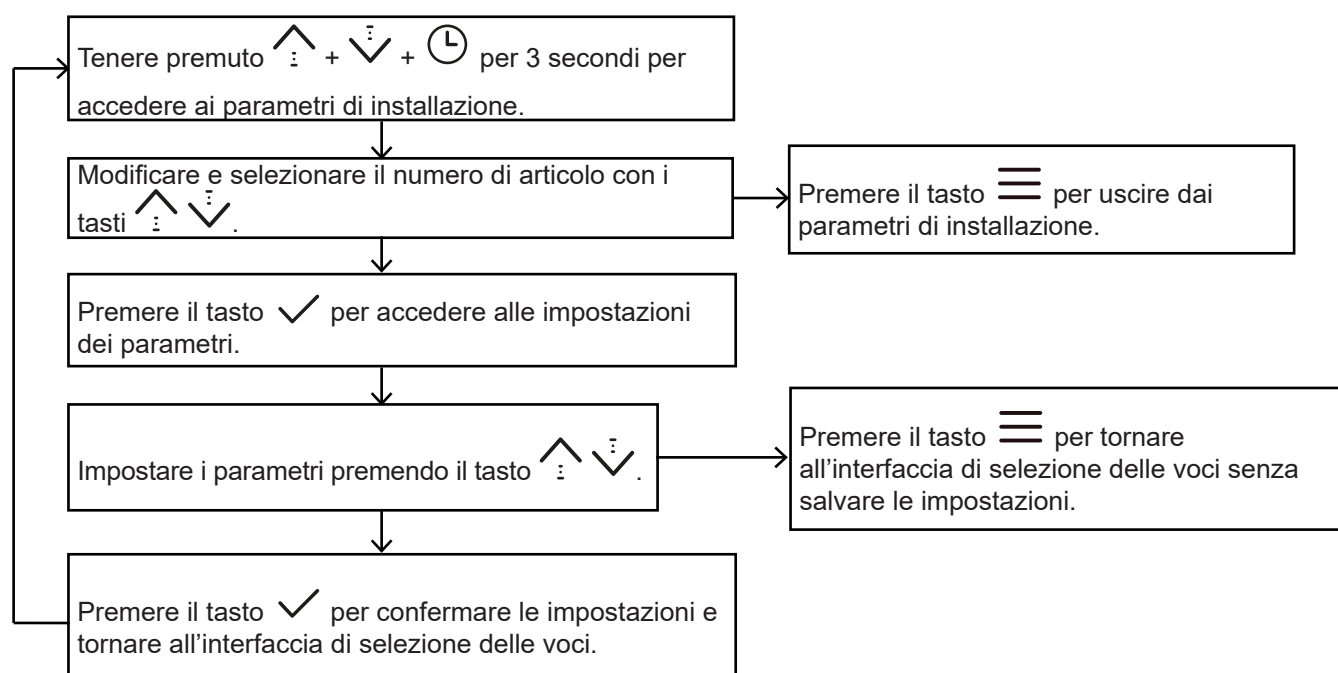 Tenere premuto + + per 3 secondi per
accedere ai parametri di installazione.
Modificare e selezionare il numero di articolo con i
tasti .
Premere il tasto per uscire dai
parametri di installazione.
Premere il tasto per accedere alle impostazioni
dei parametri.
Impostare i parametri premendo il tasto .
Premere il tasto per tornare
all'interfaccia di selezione delle voci senza
salvare le impostazioni.
Premere il tasto per confermare le impostazioni e
tornare all'interfaccia di selezione delle voci.